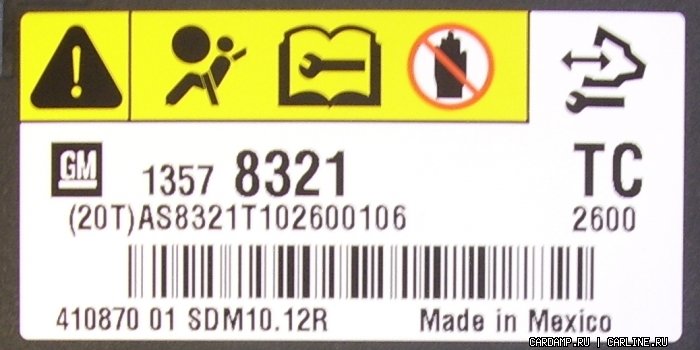 GM 1357 8321 TC
(20T)AS8321T102600106 2600
410870 01 SDM10.12R Made in Mexico
CARDAMP.RU | CARLINE.RU